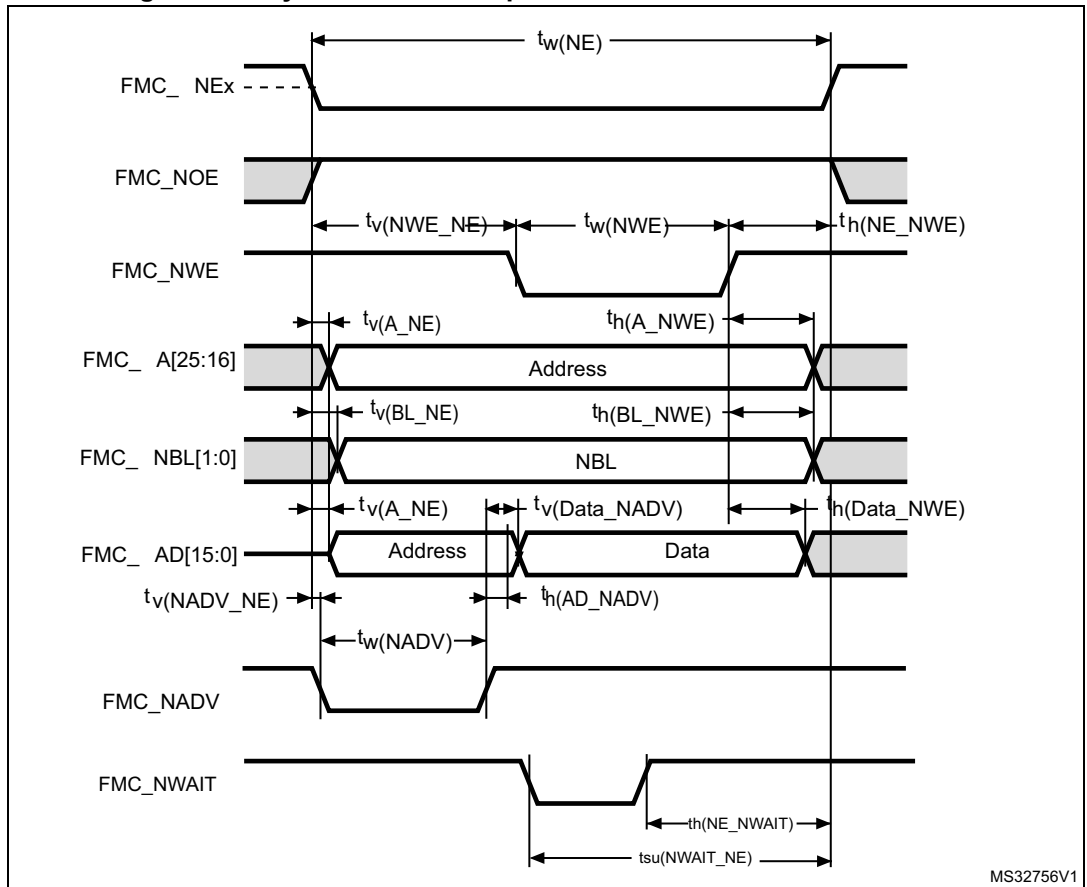 tw(NE)
FMC_ NEx
FMC_NOE
tv(NWE_NE)
tw(NWE)
th(NE_NWE)
FMC_NWE
tv(A_NE)
th(A_NWE)
FMC_ A[25:16]
Address
tv(BL_NE)
th(BL_NWE)
FMC_ NBL[1:0]
NBL
tv(A_NE)
tv(Data_NADV)
th(Data_NWE)
FMC_ AD[15:0]
Address
Data
tv(NADV_NE)
th(AD_NADV)
tw(NADV)
FMC_NADV
FMC_NWAIT
th(NE_NWAIT)
tsu(NWAIT_NE)
MS32756V1